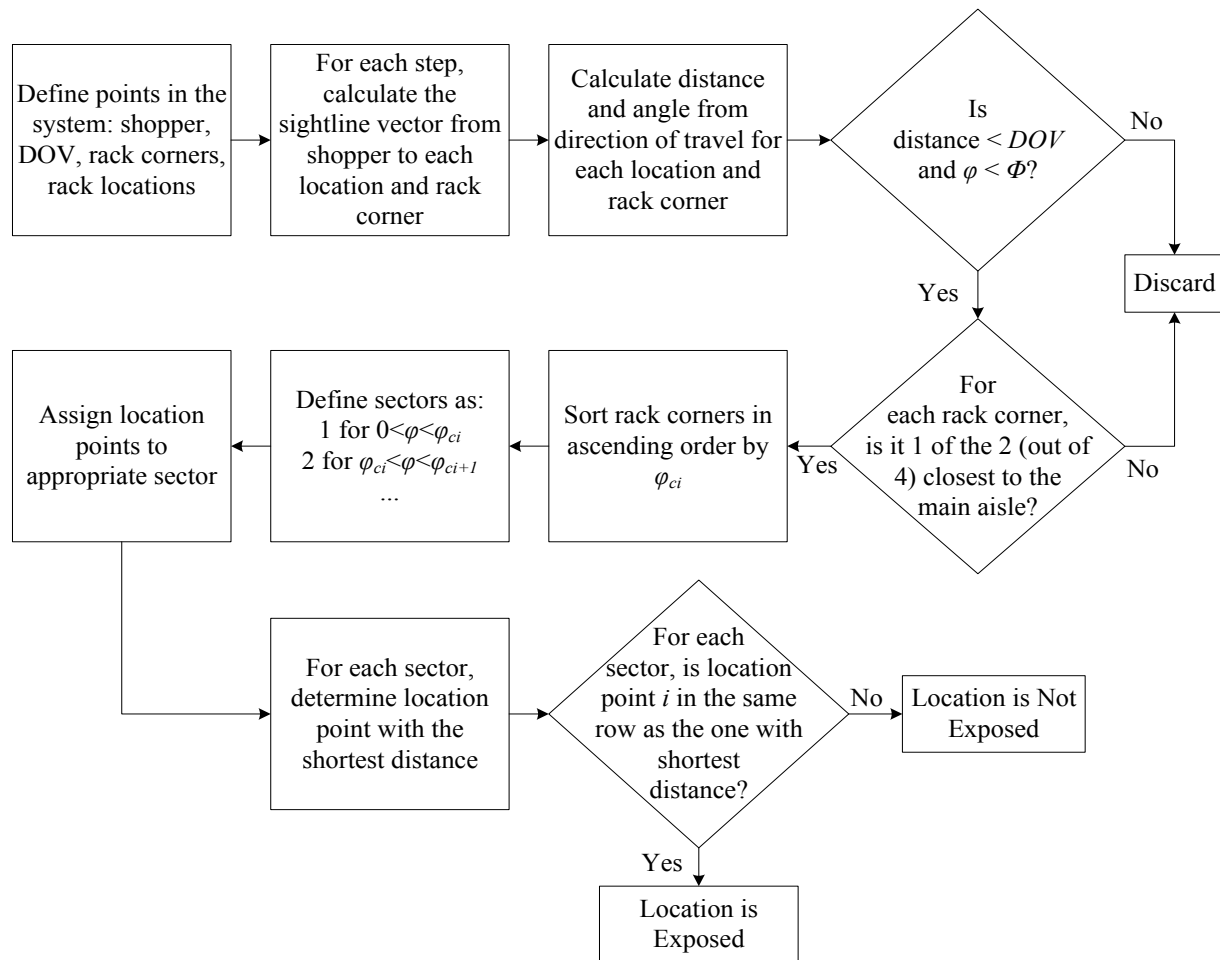 Define points in the
system: shopper,
DOV, rack corners,
rack locations
For each step,
calculate the
sightline vector from
shopper to each
location and rack
corner
Calculate distance
and angle from
direction of travel for
each location and
rack corner
Is
distance < DOV
and φ < Φ?
No
Yes
Discard
For
each rack corner,
is it 1 of the 2 (out of
4) closest to the
main aisle?
No
Yes
Sort rack corners in
ascending order by
φci
Define sectors as:
1 for 0<φ<φci
2 for φci<φ<φci+1
...
Assign location
points to
appropriate sector
For each sector,
determine location
point with the
shortest distance
For each
sector, is location
point i in the same
row as the one with
shortest
distance?
No
Location is Not
Exposed
Yes
Location is
Exposed